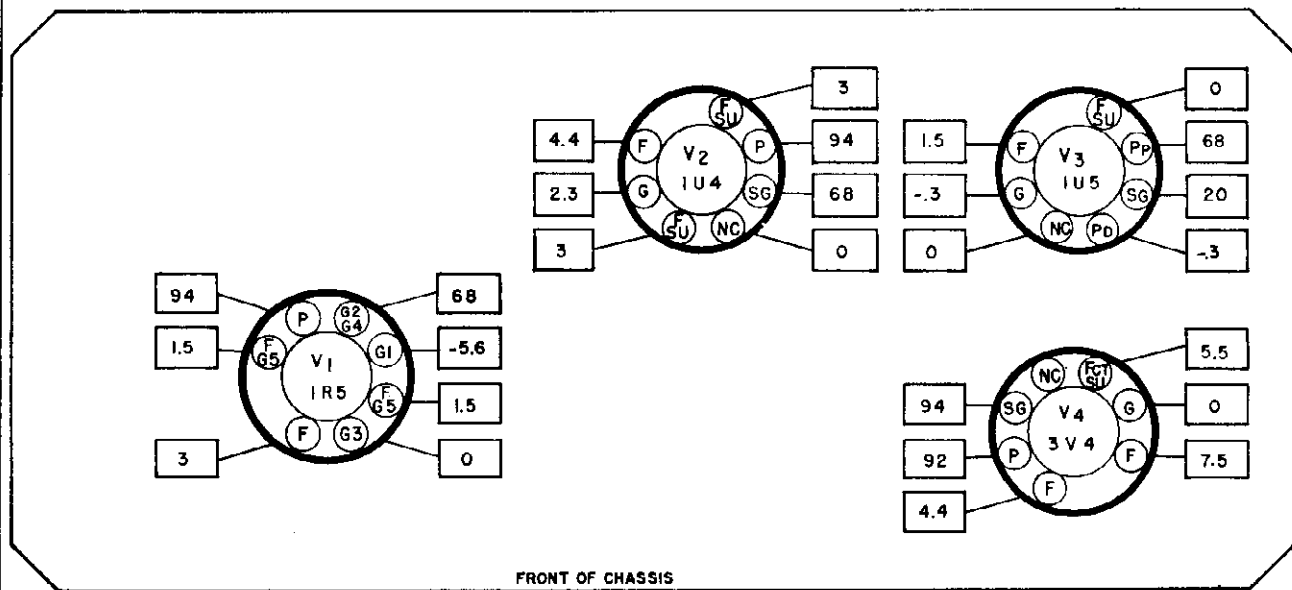 3
F
SU
4.4
F
V2
1U4
P
94
2.3
G
SG
68
3
F
SU
NC
0
0
F
SU
1.5
F
V3
1U5
PP
68
-.3
G
SG
20
0
NC
PD
-.3
94
P
G2
G4
68
1.5
F
G5
V1
1R5
G1
-5.6
F
G5
1.5
3
F
G3
0
5.5
NC
FCT
SU
94
SG
V4
3V4
G
0
92
P
F
7.5
4.4
F
FRONT OF CHASSIS